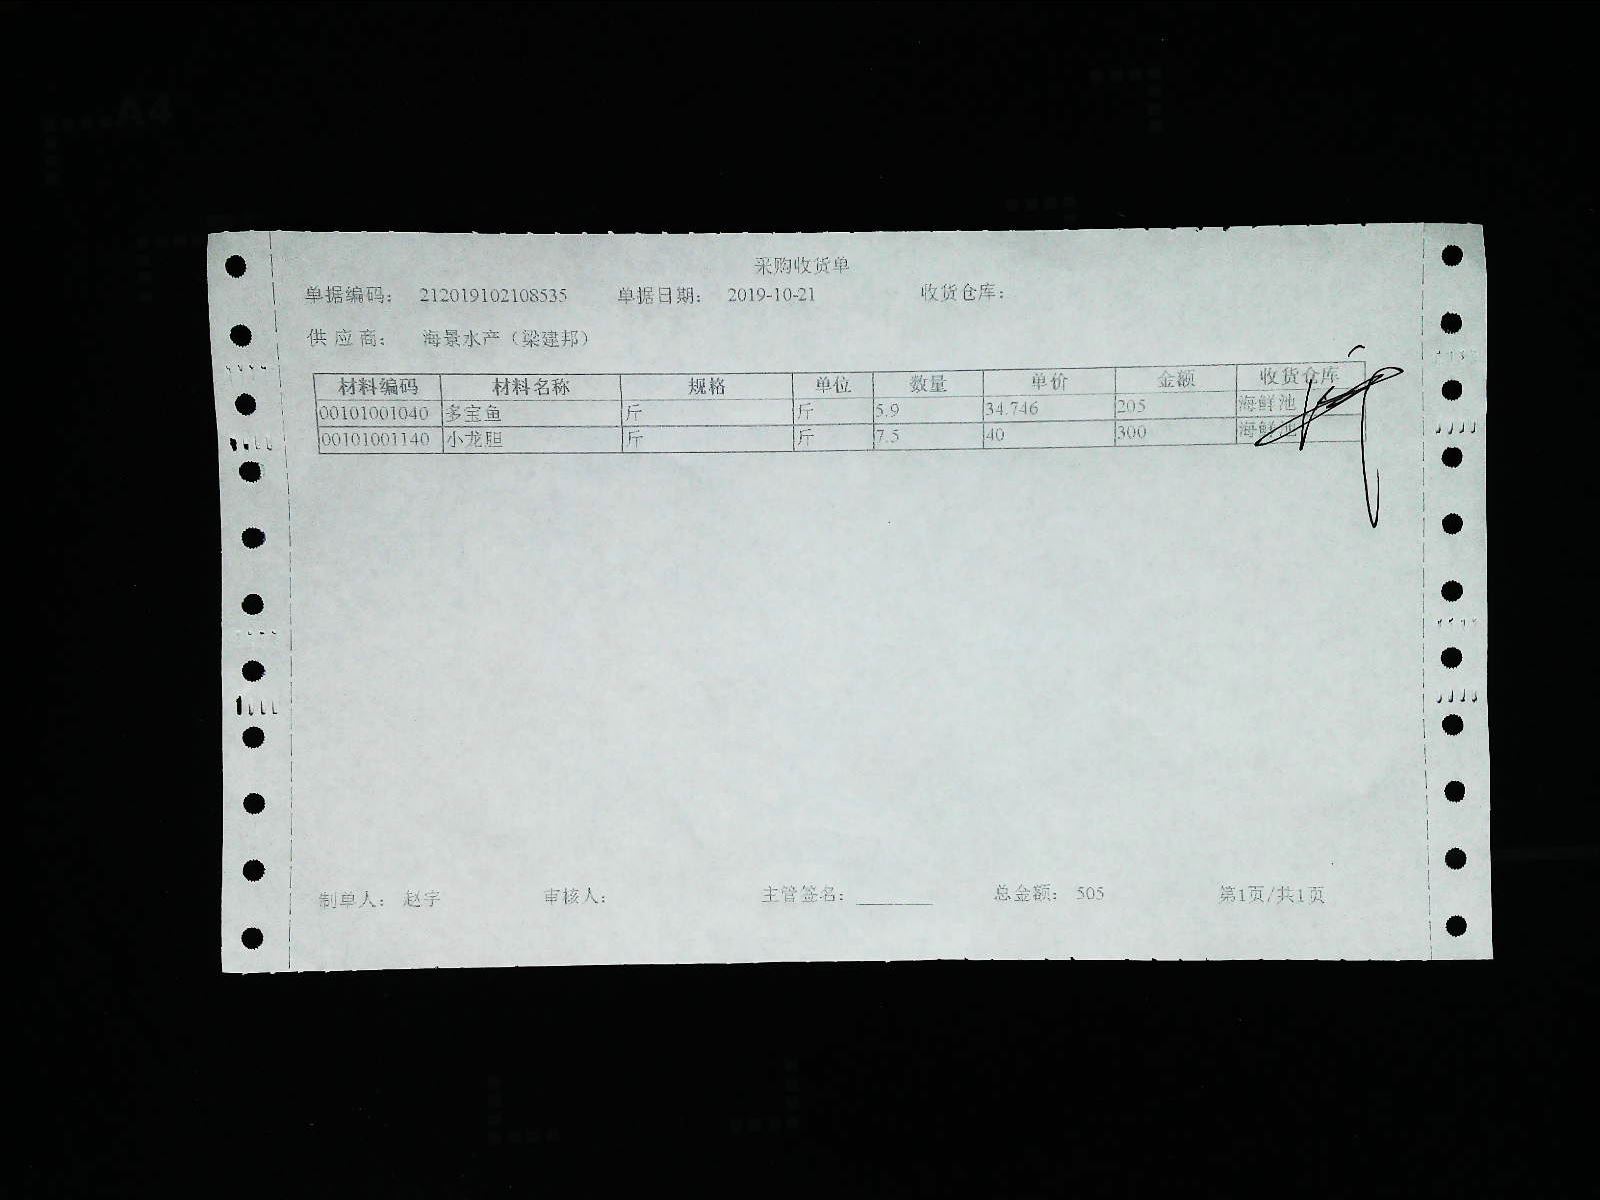 采购收货单
单据编码： 212019102108535 单据日期： 2019-10-21 收货仓库：
供 应 商： 海景水产（梁建邦）
材料编码 材料名称 规格 单位 数量 单价 金额 收货仓库
00101001040 多宝鱼 斤 斤 5.9 34.746 205 海鲜池
00101001140 小龙胆 斤 斤 7.5 40 300 海鲜池
制单人： 赵宇 审核人： 主管签名： 总金额： 505 第1页/共1页